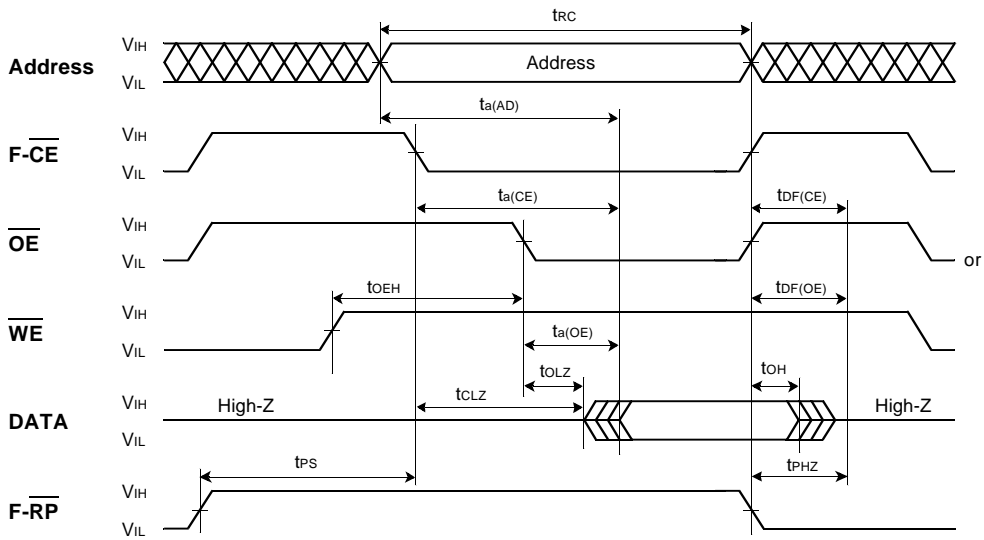 tRC
Address
VIH
VIL
Address
ta(AD)
F-CE
VIH
VIL
ta(CE)
tDF(CE)
OE
VIH
VIL
or
tOEH
tDF(OE)
WE
VIH
VIL
ta(OE)
tOLZ
tOH
tCLZ
DATA
VIH
VIL
High-Z
High-Z
tPS
tPHZ
F-RP
VIH
VIL